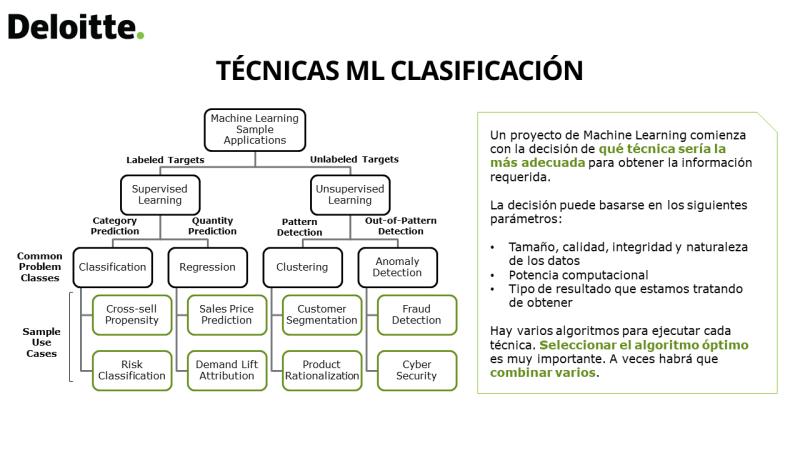 Deloitte.
TÉCNICAS ML CLASIFICACIÓN
Machine Learning
Sample
Applications
Labeled Targets
Unlabeled Targets
Supervised
Learning
Unsupervised
Learning
Category
Prediction
Quantity
Prediction
Pattern
Detection
Out-of-Pattern
Detection
Common
Problem
Classes
Classification
Regression
Clustering
Anomaly
Detection
Sample
Use
Cases
Cross-sell
Propensity
Sales Price
Prediction
Customer
Segmentation
Fraud
Detection
Risk
Classification
Demand Lift
Attribution
Product
Rationalization
Cyber
Security
Un proyecto de Machine Learning comienza
con la decisión de qué técnica sería la
más adecuada para obtener la información
requerida.
La decisión puede basarse en los siguientes
parámetros:
• Tamaño, calidad, integridad y naturaleza
de los datos
• Potencia computacional
• Tipo de resultado que estamos tratando
de obtener
Hay varios algoritmos para ejecutar cada
técnica. Seleccionar el algoritmo óptimo
es muy importante. A veces habrá que
combinar varios.